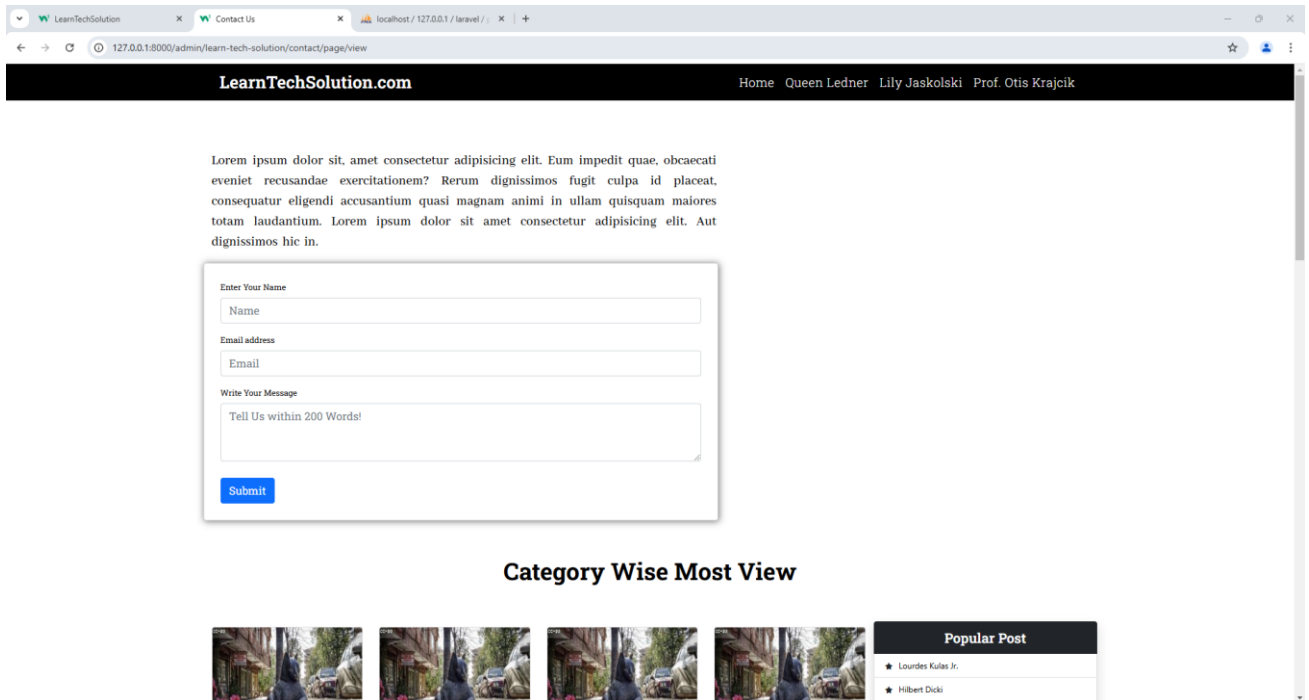 LearnTechSolution
Contact Us
localhost / 127.0.0.1 / laravel /
127.0.0.1:8000/admin/learn-tech-solution/contact/page/view
LearnTechSolution.com
Home Queen Ledner Lily Jaskolski Prof. Otis Krajcik
Lorem ipsum dolor sit, amet consectetur adipisicing elit. Eum impedit quae, obcaecati
eveniet recusandae exercitationem? Rerum dignissimos fugit culpa id placeat,
consequatur eligendi accusantium quasi magnam animi in ullam quisquam maiores
totam laudantium. Lorem ipsum dolor sit amet consectetur adipisicing elit. Aut
dignissimos hic in.
Enter Your Name
Name
Email address
Email
Write Your Message
Tell Us within 200 Words!
Submit
Category Wise Most View
Popular Post
Lourdes Kulas Jr.
Hilbert Dicki